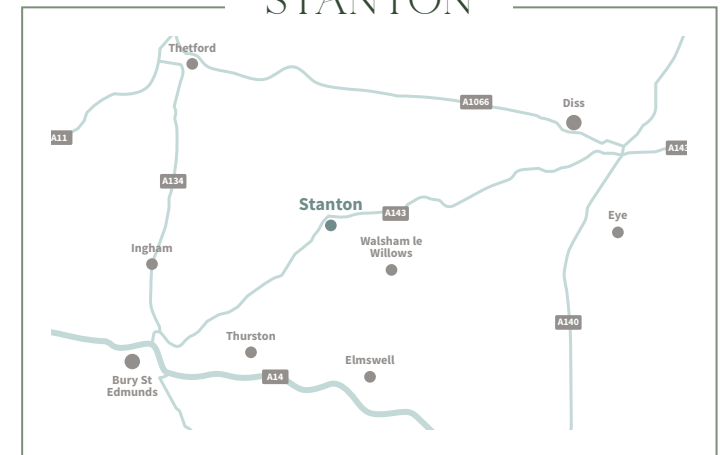 STANTON
Thetford
A1066
Diss
A11
A143
A134
Stanton
A143
Eye
Walsham le
Willows
Ingham
A140
Thurston
Elmswell
A14
Bury St
Edmunds